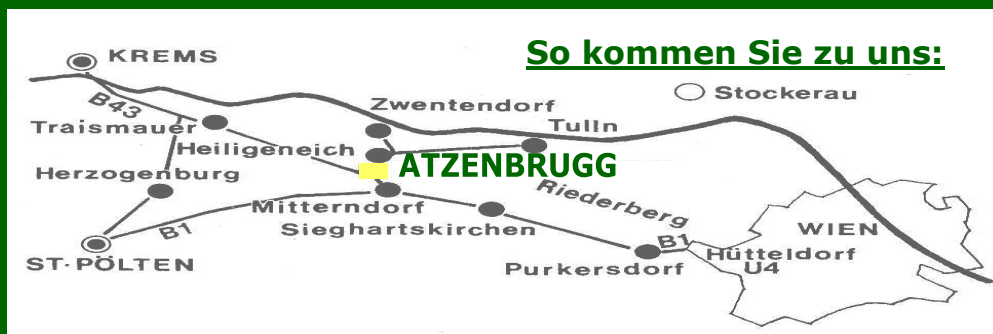 So kommen Sie zu uns:
KREMS
Stockerau
B43
Zwentendorf
Traismauer
Tulln
Heiligeneich
ATZENBRUGG
Herzogenburg
Riederberg
Mitterndorf
B1
Sieghartskirchen
WIEN
B1
Hütteldorf
ST·PÖLTEN
Purkersdorf
U4